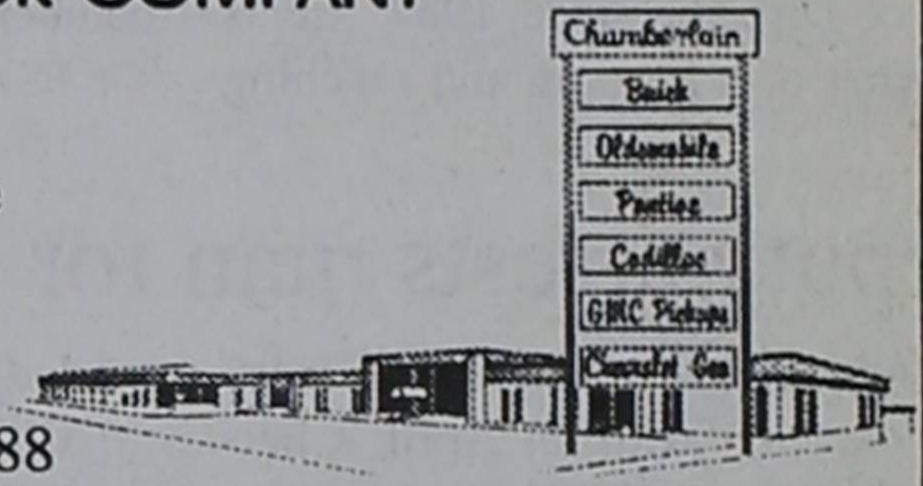 COMPANY
Chamberlain
Buick
Oldsmobile
Pontiac
Cadillac
GMC Pickups
Chevrolet Geo
88